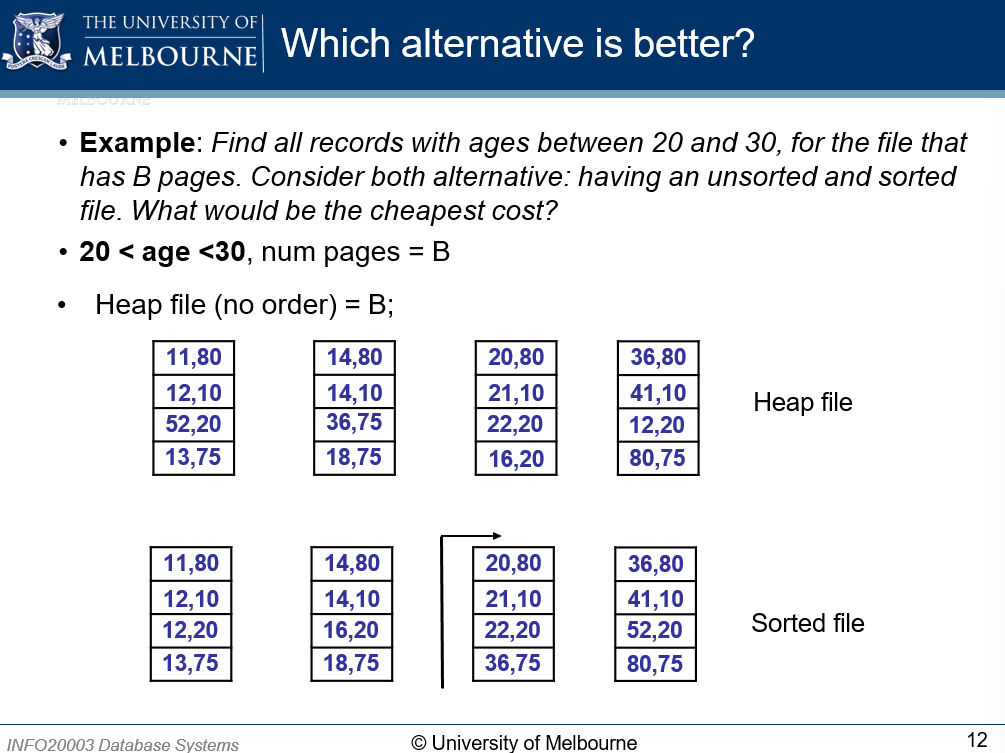 THE UNIVERSITY OF
MELBOURNE
Which alternative is better?
MELBOURNE
• Example: Find all records with ages between 20 and 30, for the file that
has B pages. Consider both alternative: having an unsorted and sorted
file. What would be the cheapest cost?
• 20 < age <30, num pages = B
• Heap file (no order) = B;
11,80 14,80 20,80 36,80
12,10 14,10 21,10 41,10
52,20 36,75 22,20 12,20
13,75 18,75 16,20 80,75
Heap file
11,80 14,80 20,80 36,80
12,10 14,10 21,10 41,10
12,20 16,20 22,20 52,20
13,75 18,75 36,75 80,75
Sorted file
INFO20003 Database Systems
© University of Melbourne
12